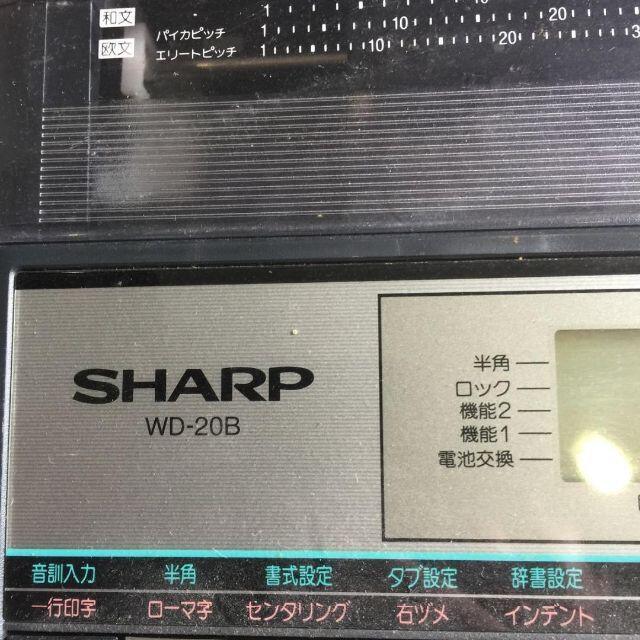 和文 パイカピッチ 1 10 20
欧文 エリートピッチ 1 10 20 3
SHARP
WD-20B
半角
ロック
機能2
機能1
電池交換
音訓入力 半角 書式設定 タブ設定 辞書設定
一行印字 ローマ字 センタリング 右ヅメ インデント